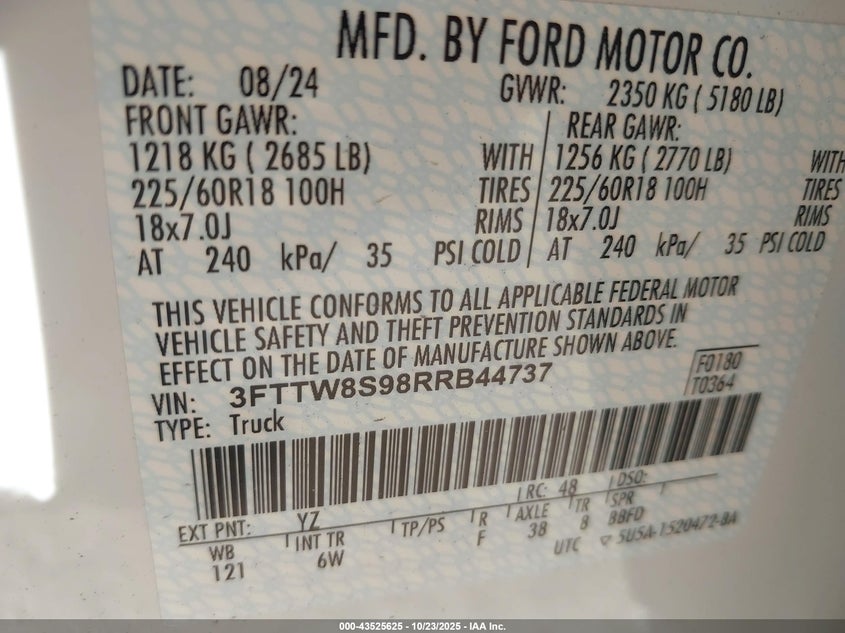 MFD. BY FORD MOTOR CO.
DATE: 08/24 GVWR: 2350 KG ( 5180 LB)
FRONT GAWR: REAR GAWR:
1218 KG ( 2685 LB) WITH 1256 KG ( 2770 LB) WITH
225/60R18 100H TIRES 225/60R18 100H TIRES
18x7.0J RIMS 18x7.0J RIMS
AT 240 kPa/ 35 PSI COLD AT 240 kPa/ 35 PSI COLD
THIS VEHICLE CONFORMS TO ALL APPLICABLE FEDERAL MOTOR
VEHICLE SAFETY AND THEFT PREVENTION STANDARDS IN
EFFECT ON THE DATE OF MANUFACTURE SHOWN ABOVE.
VIN: 3FTTW8S98RRB44737 F0180
TYPE: Truck T0364
RC: 48 DSO:
EXT PNT: YZ
WB INT TR TP/PS R AXLE TR SPR
121 6W F 38 8 BBFD
UTC 5U5A-1520472-BA
000-43525625 - 10/23/2025 - IAA Inc.